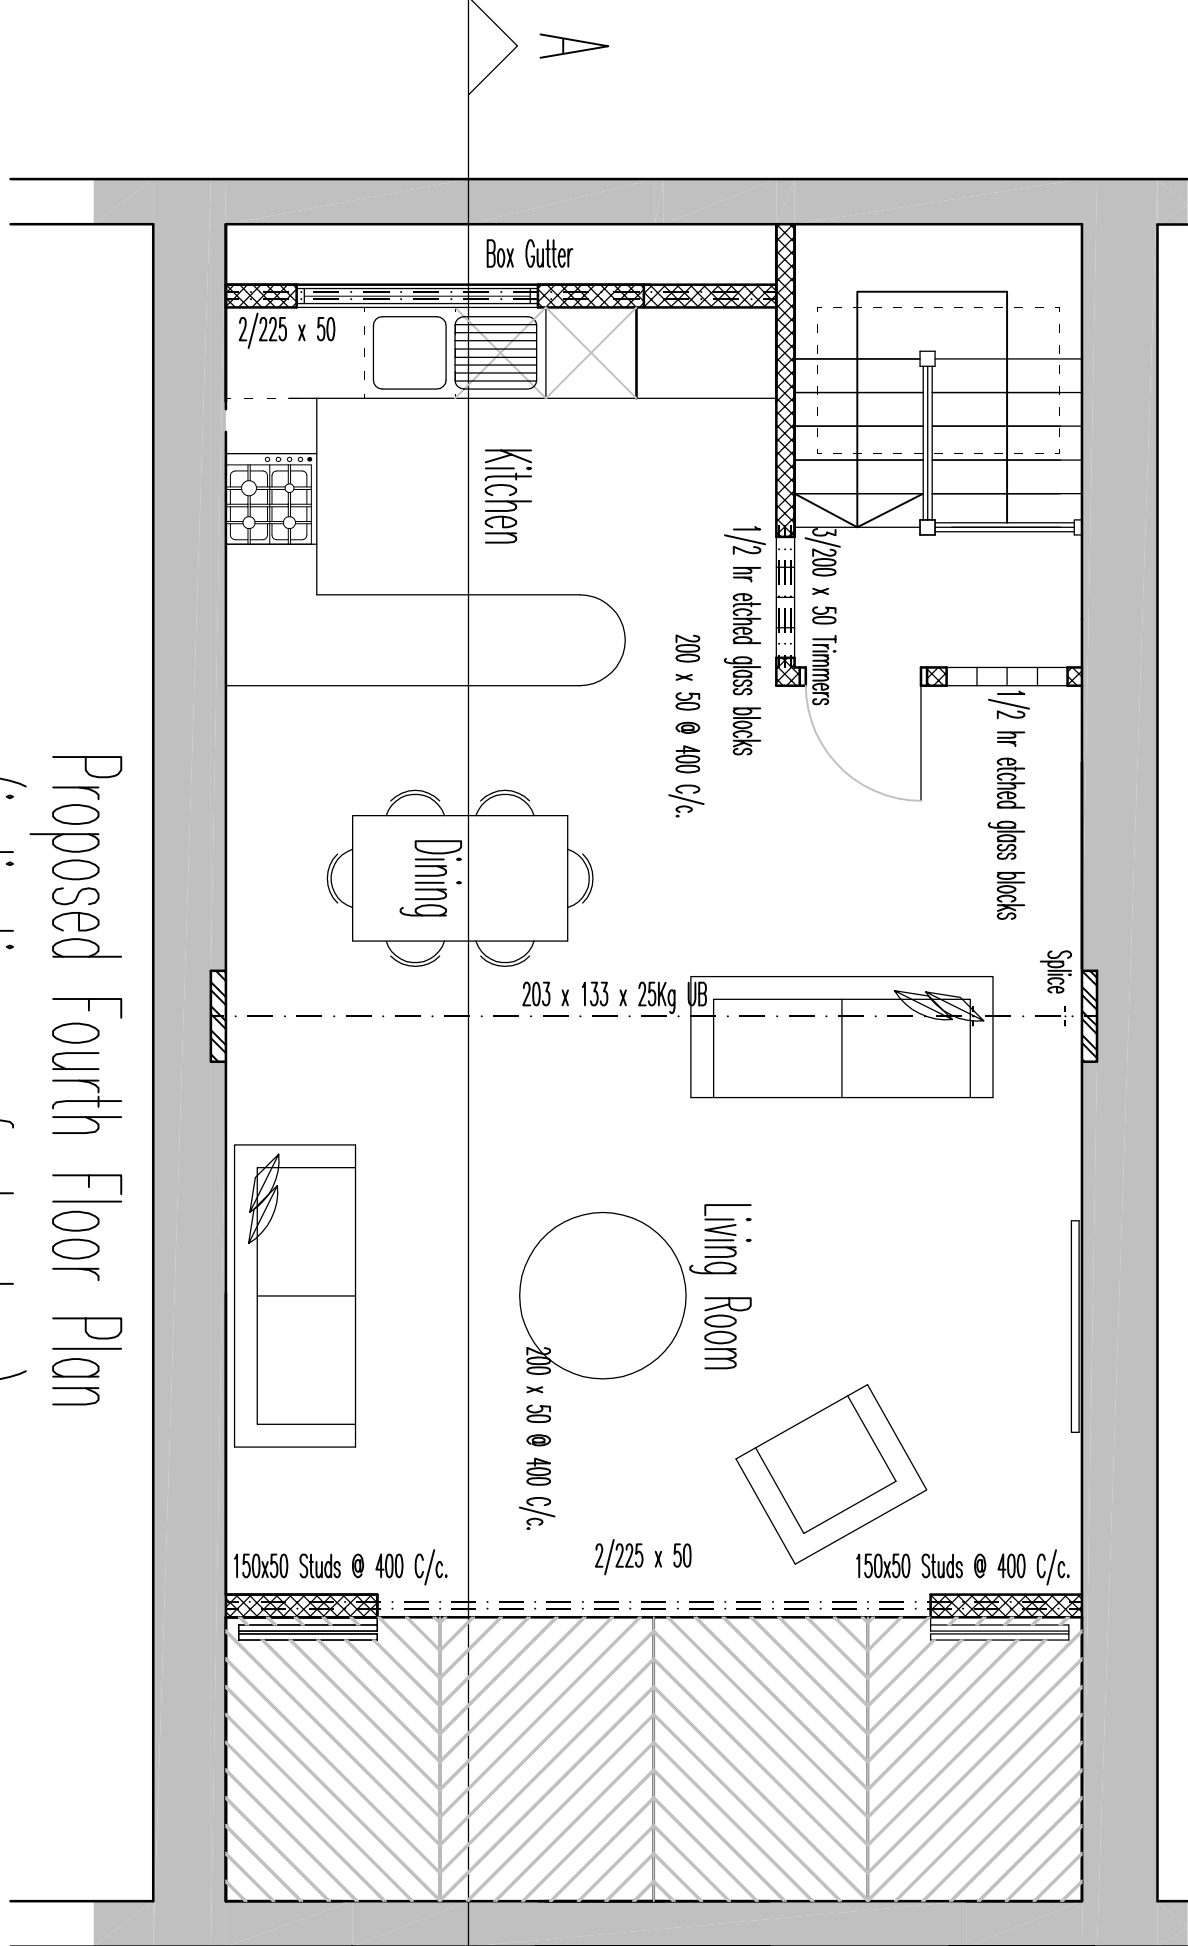 A
Box Gutter
2/225 x 50
Kitchen
3/200 x 50 Trimmers
1/2 hr etched glass blocks
200 x 50 @ 400 C/c.
1/2 hr etched glass blocks
Dining
Splice
203 x 133 x 25Kg UB
Living Room
200 x 50 @ 400 C/c.
2/225 x 50
150x50 Studs @ 400 C/c.
150x50 Studs @ 400 C/c.
Proposed Fourth Floor Plan